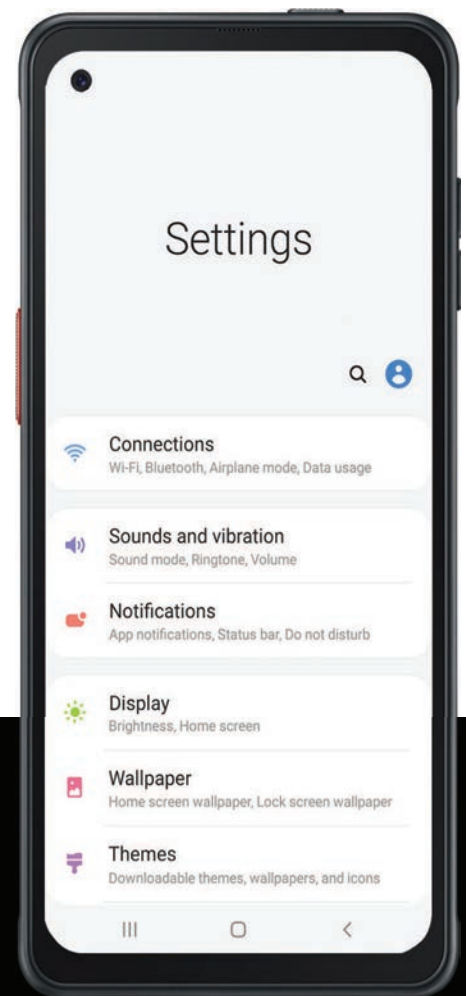 Settings
Connections
Wi-Fi, Bluetooth, Airplane mode, Data usage
Sounds and vibration
Sound mode, Ringtone, Volume
Notifications
App notifications, Status bar, Do not disturb
Display
Brightness, Home screen
Wallpaper
Home screen wallpaper, Lock screen wallpaper
Themes
Downloadable themes, wallpapers, and icons